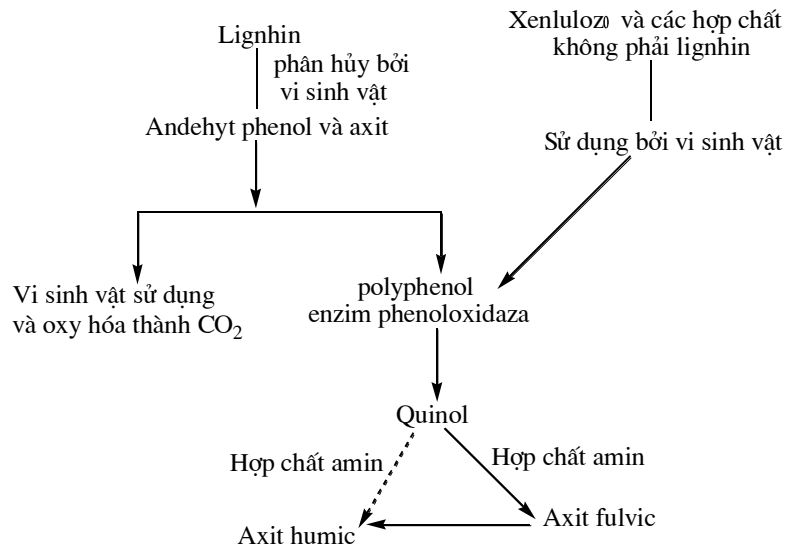 Lignhin
phân hủy bởi
vi sinh vật
Andehyt phenol và axit
Xenluloz và các hợp chất
không phải lignhin
Sử dụng bởi vi sinh vật
Vi sinh vật sử dụng
và oxy hóa thành CO2
polyphenol
enzim phenoloxidaza
Quinol
Hợp chất amin
Hợp chất amin
Axit humic
Axit fulvic